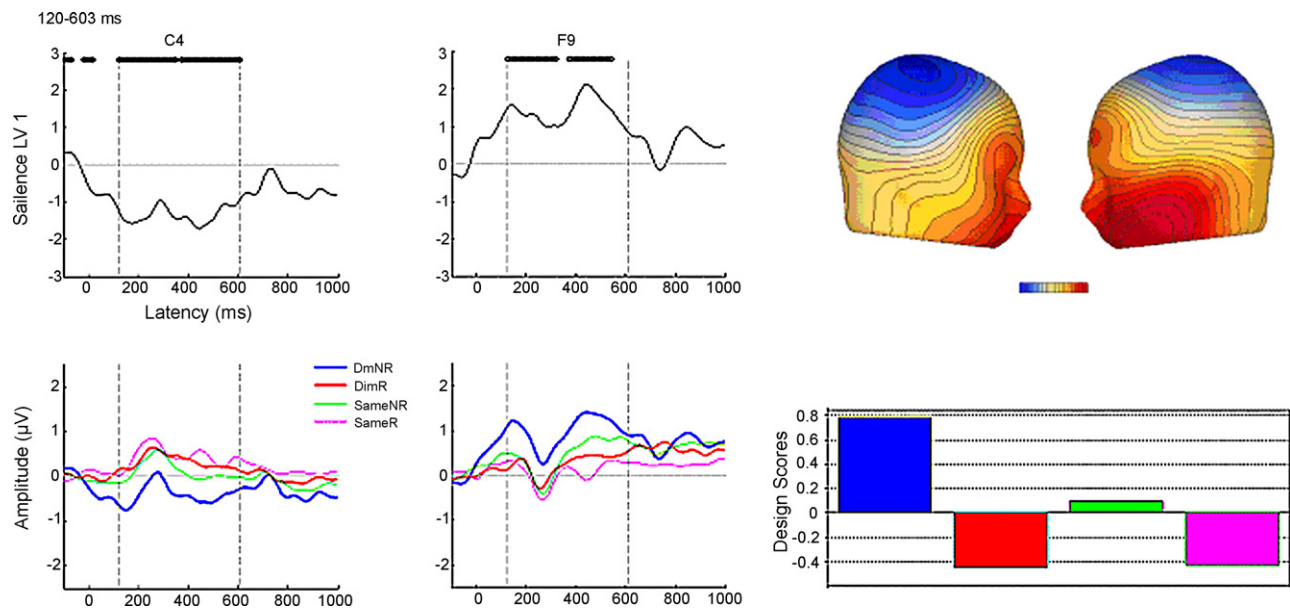 120-603 ms
C4
F9
Sailence LV 1
3
2
1
0
-1
-2
-3
0 200 400 600 800 1000
Latency (ms)
3
2
1
0
-1
-2
-3
0 200 400 600 800 1000
Amplitude (µV)
2
1
0
-1
-2
0 200 400 600 800 1000
DmNR
DimR
SameNR
SameR
2
1
0
-1
-2
0 200 400 600 800 1000
Design Scores
0.8
0.6
0.4
0.2
0
-0.2
-0.4